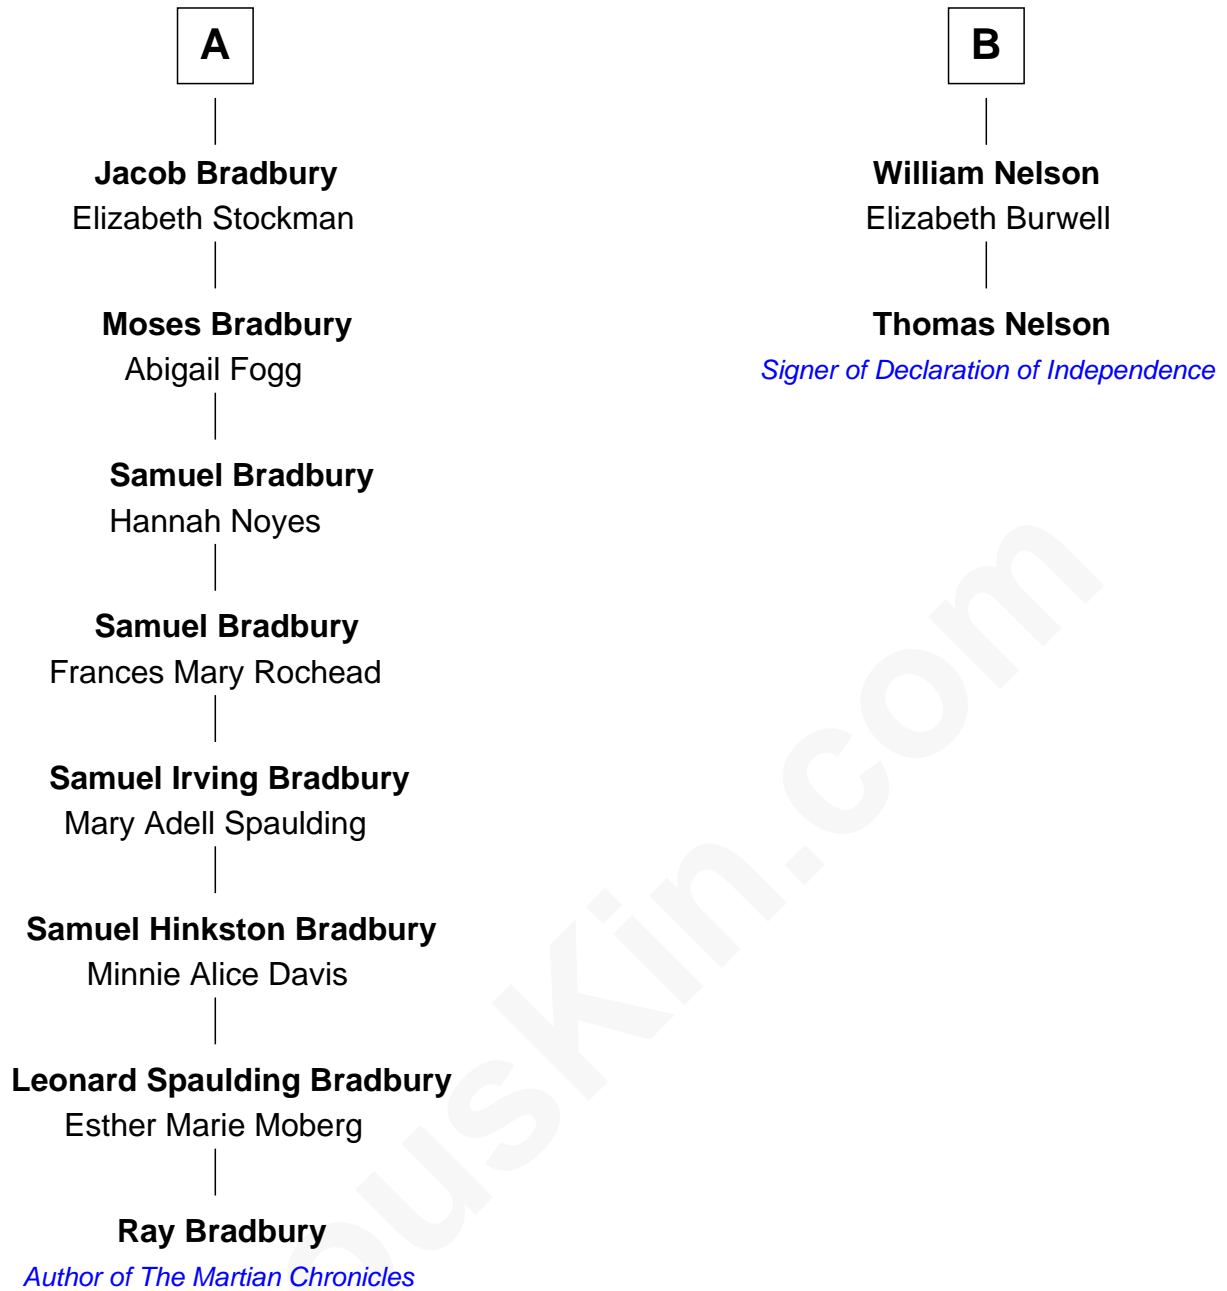 A
Jacob Bradbury
Elizabeth Stockman
Moses Bradbury
Abigail Fogg
Samuel Bradbury
Hannah Noyes
Samuel Bradbury
Frances Mary Rochead
Samuel Irving Bradbury
Mary Adell Spaulding
Samuel Hinkston Bradbury
Minnie Alice Davis
Leonard Spaulding Bradbury
Esther Marie Moberg
Ray Bradbury
Author of The Martian Chronicles
B
William Nelson
Elizabeth Burwell
Thomas Nelson
Signer of Declaration of Independence
ousKin.com